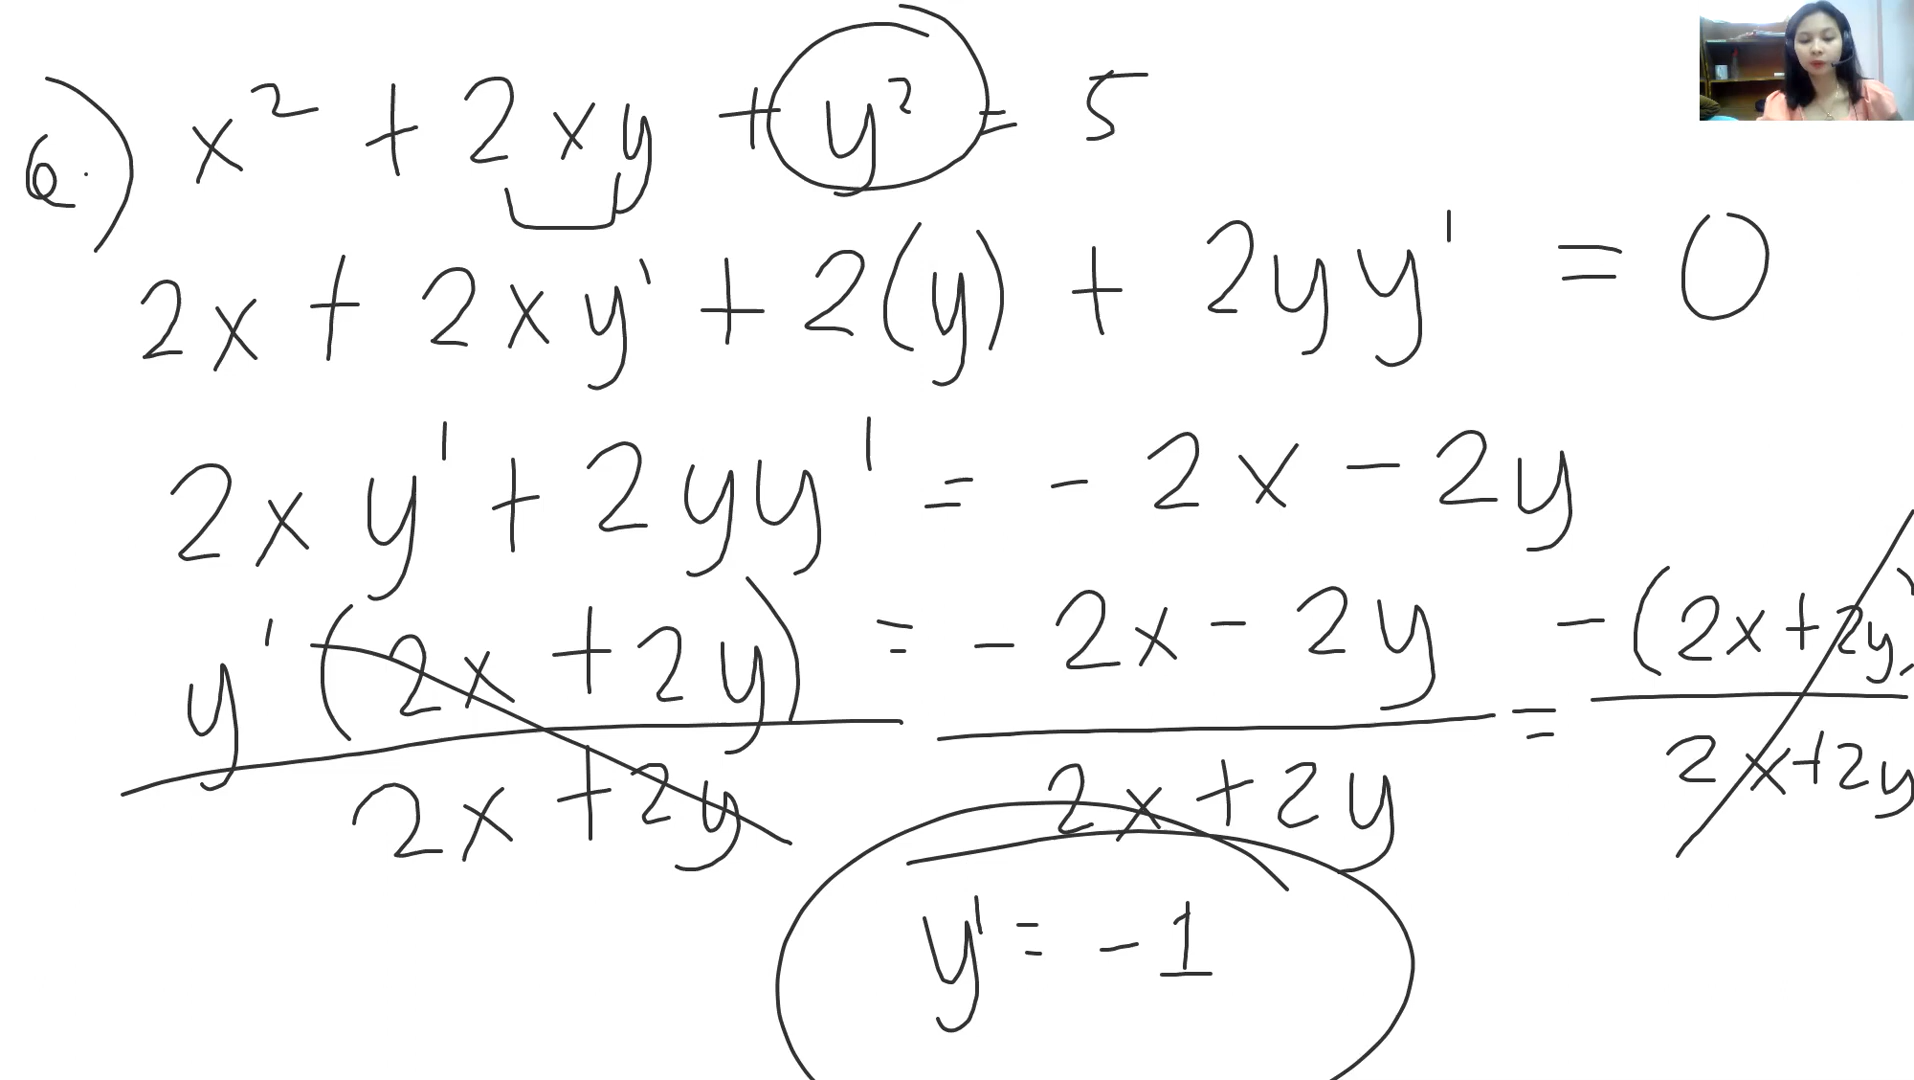 6.) x² + 2xy + y² = 5
2x + 2xy' + 2(y) + 2yy' = 0
2xy' + 2yy' = -2x - 2y
y'(2x + 2y) = -2x - 2y - (2x+2y)
2x + 2y 2x + 2y = 2x+2y
y' = -1